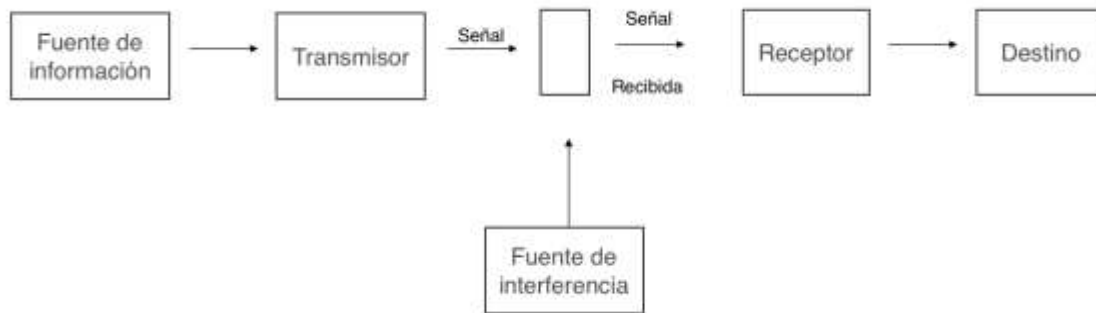 Fuente de
información
Transmisor
Señal
Señal
Recibida
Receptor
Destino
Fuente de
interferencia